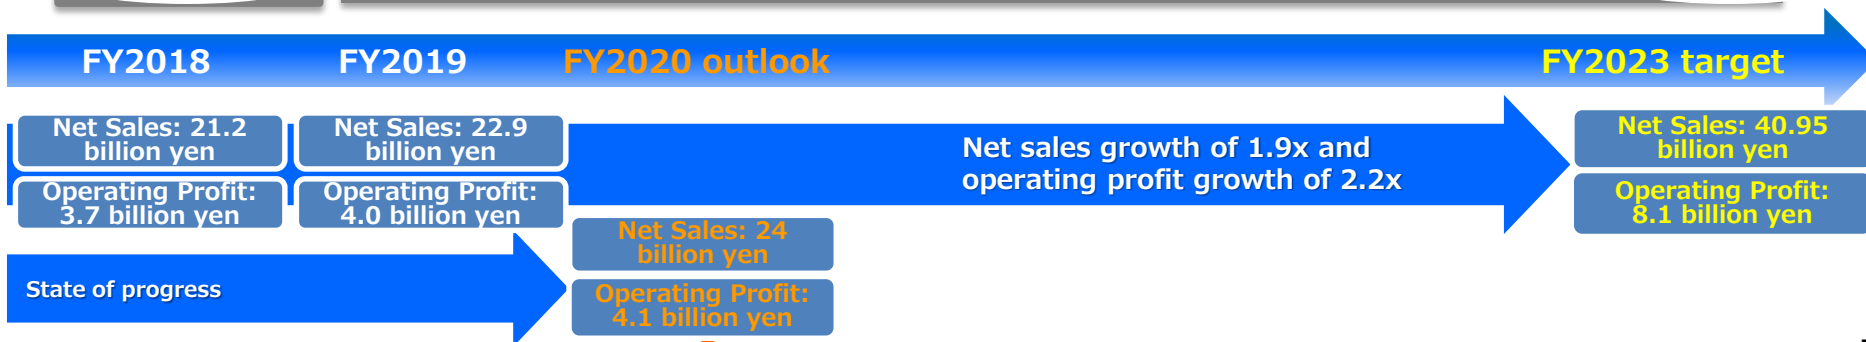 FY2018 FY2019 FY2020 outlook FY2023 target
Net Sales: 21.2
billion yen
Operating Profit:
3.7 billion yen
Net Sales: 22.9
billion yen
Operating Profit:
4.0 billion yen
Net sales growth of 1.9x and
operating profit growth of 2.2x
Net Sales: 40.95
billion yen
Operating Profit:
8.1 billion yen
State of progress
Net Sales: 24
billion yen
Operating Profit:
4.1 billion yen